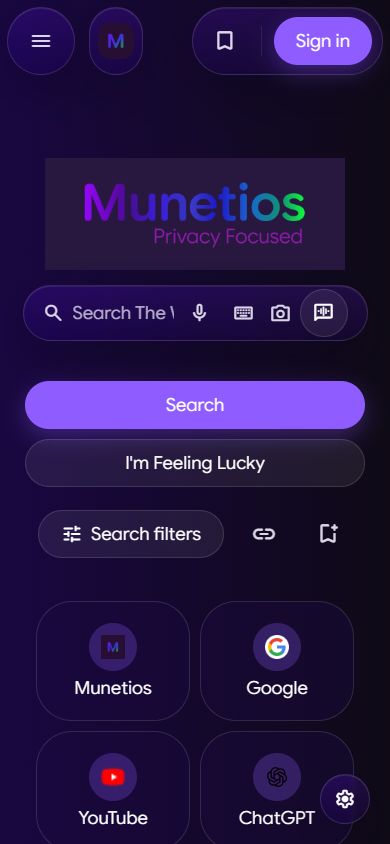 M
Sign in
Munetios
Privacy Focused
Search The
Search
I'm Feeling Lucky
Search filters
M
Munetios
G
Google
YouTube
ChatGPT